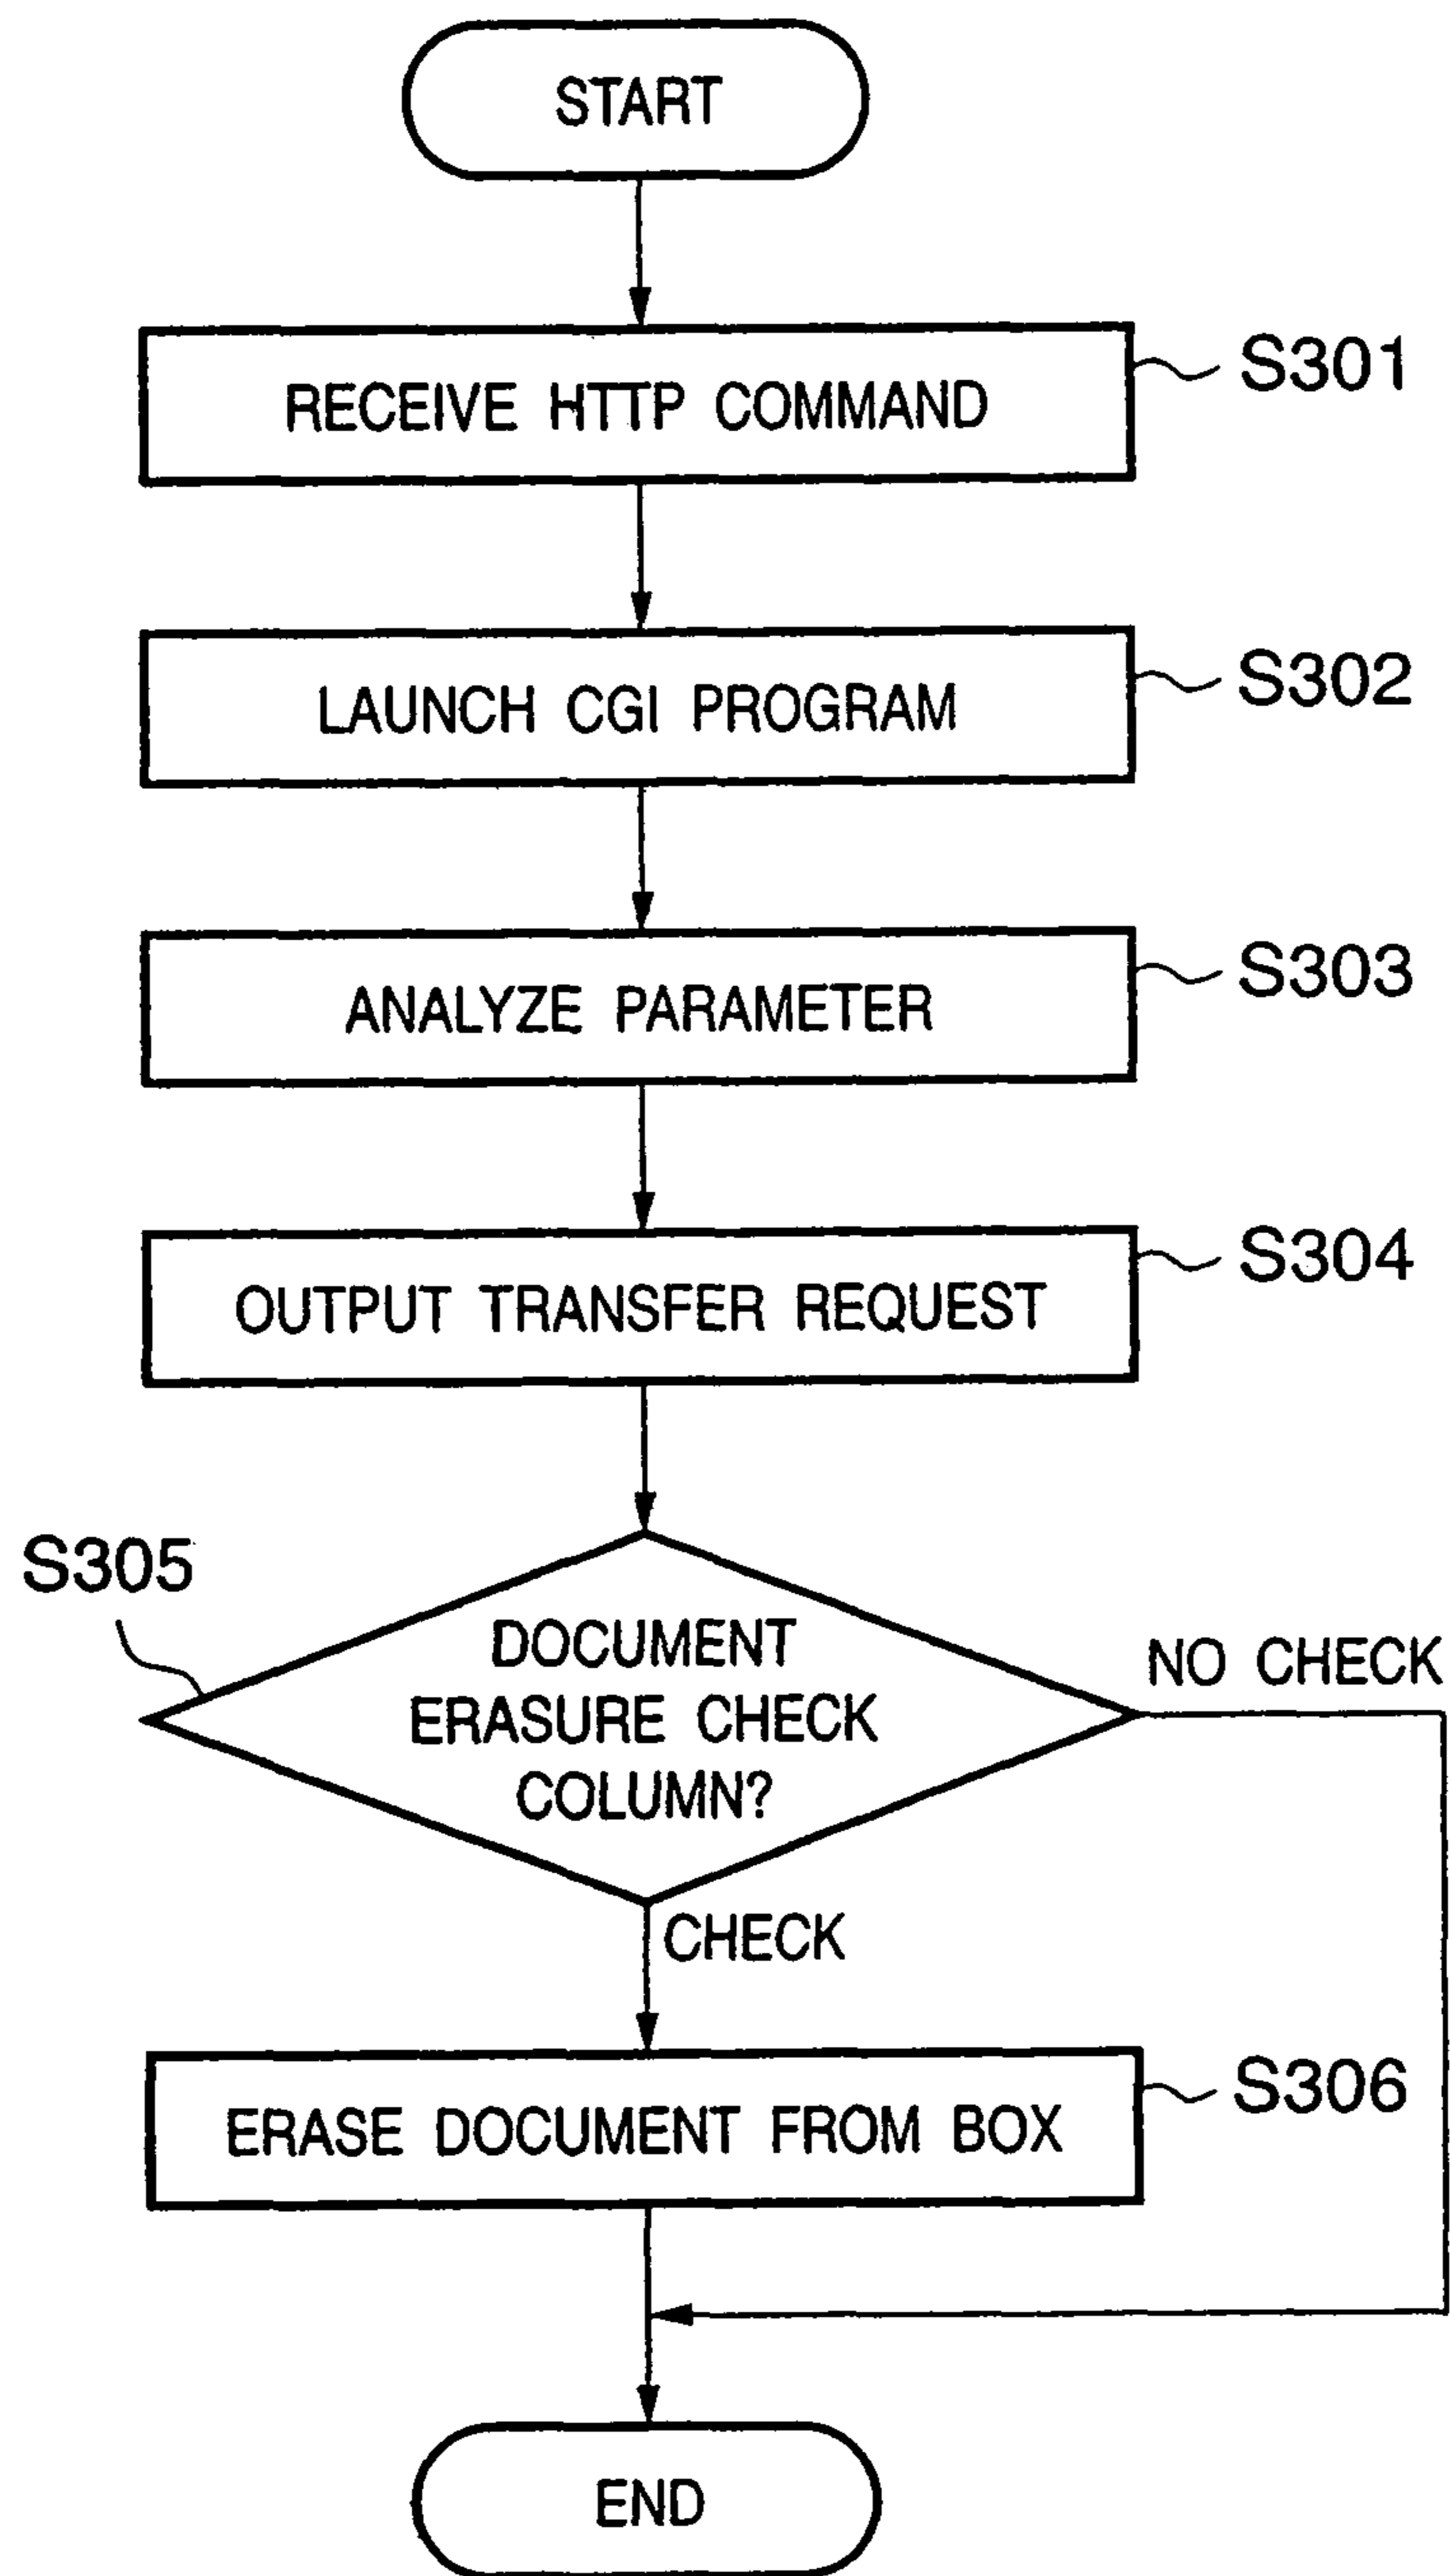 START
RECEIVE HTTP COMMAND
S301
LAUNCH CGI PROGRAM
S302
ANALYZE PARAMETER
S303
OUTPUT TRANSFER REQUEST
S304
S305
DOCUMENT
ERASURE CHECK
COLUMN?
NO CHECK
CHECK
ERASE DOCUMENT FROM BOX
S306
END